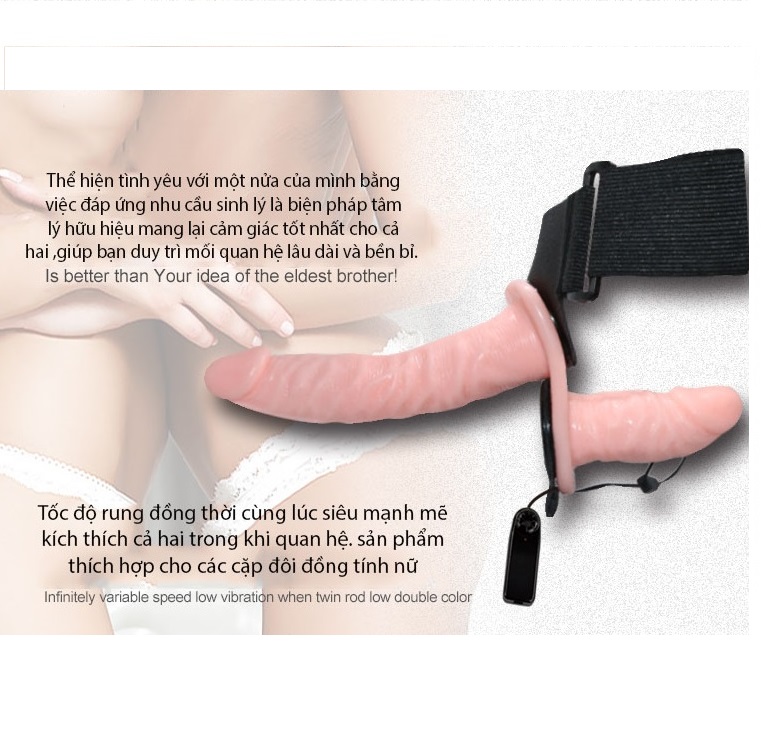 Thể hiện tình yêu với một nửa của mình bằng
việc đáp ứng nhu cầu sinh lý là biện pháp tâm
lý hữu hiệu mang lại cảm giác tốt nhất cho cả
hai ,giúp bạn duy trì mối quan hệ lâu dài và bền bỉ.
Is better than Your idea of the eldest brother!
Tốc độ rung đồng thời cùng lúc siêu mạnh mẽ
kích thích cả hai trong khi quan hệ. sản phẩm
thích hợp cho các cặp đôi đồng tính nữ
Infinitely variable speed low vibration when twin rod low double color